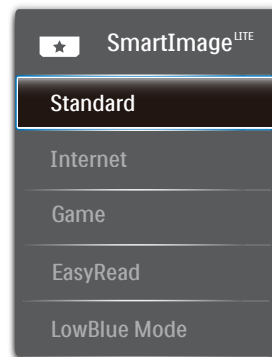 SmartImage LITE
Standard
Internet
Game
EasyRead
LowBlue Mode